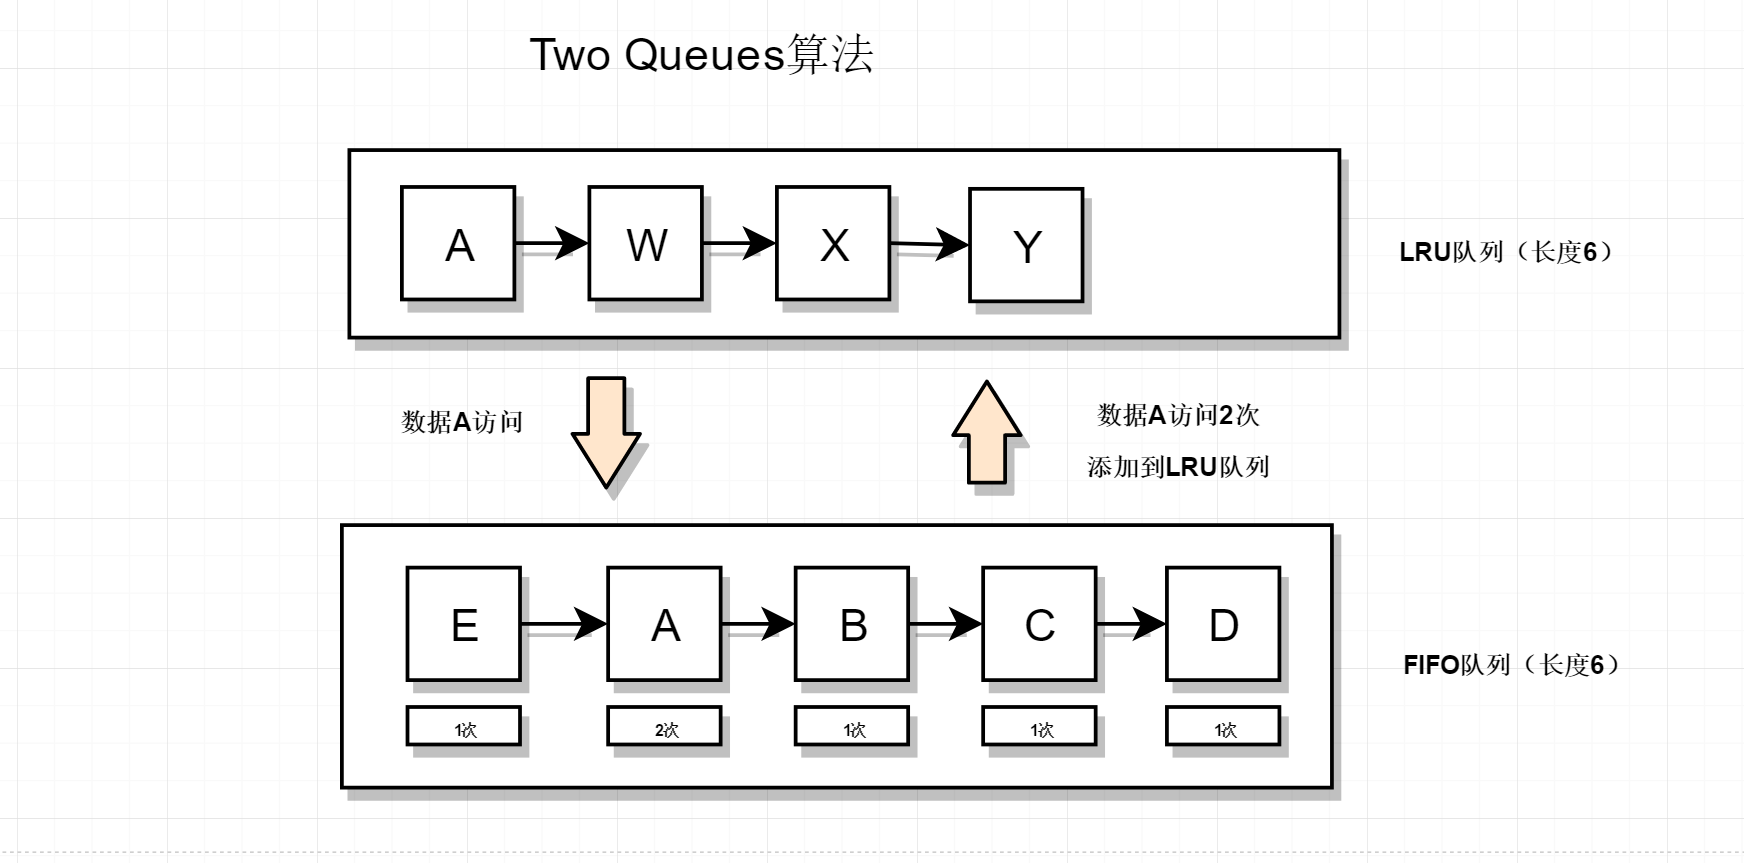 Two Queues算法
A
W
X
Y
LRU队列（长度6）
数据A访问
数据A访问2次
添加到LRU队列
E
A
B
C
D
FIFO队列（长度6）
1次
2次
1次
1次
1次